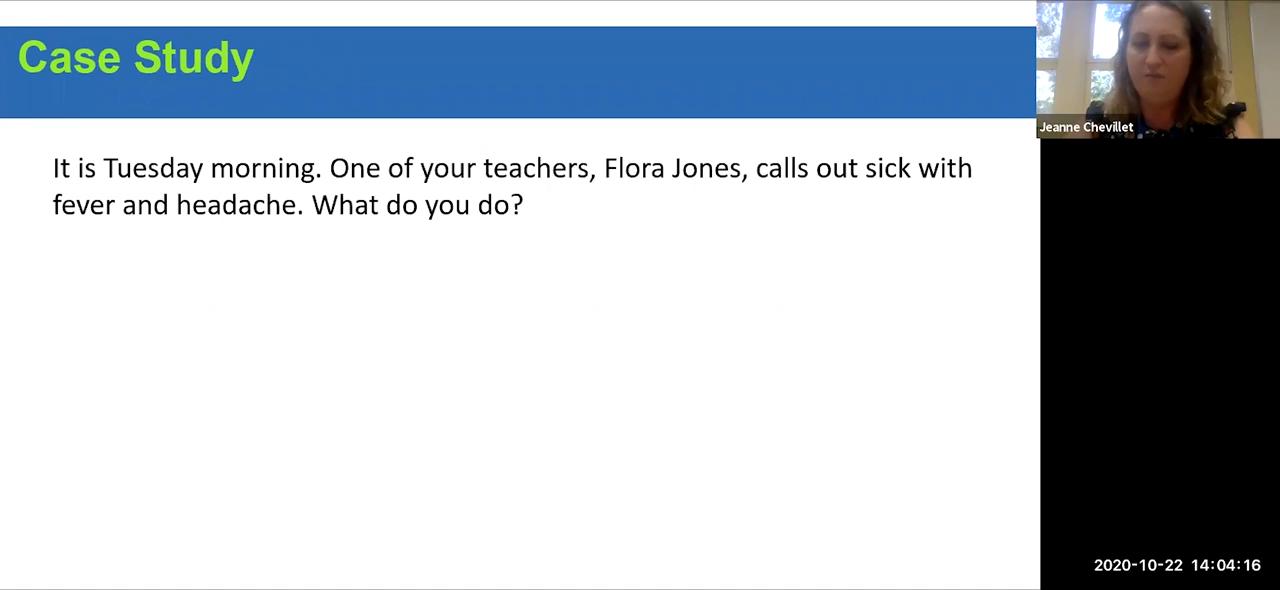 Case Study
It is Tuesday morning. One of your teachers, Flora Jones, calls out sick with
fever and headache. What do you do?
Jeanne Chevillet
2020-10-22 14:04:16